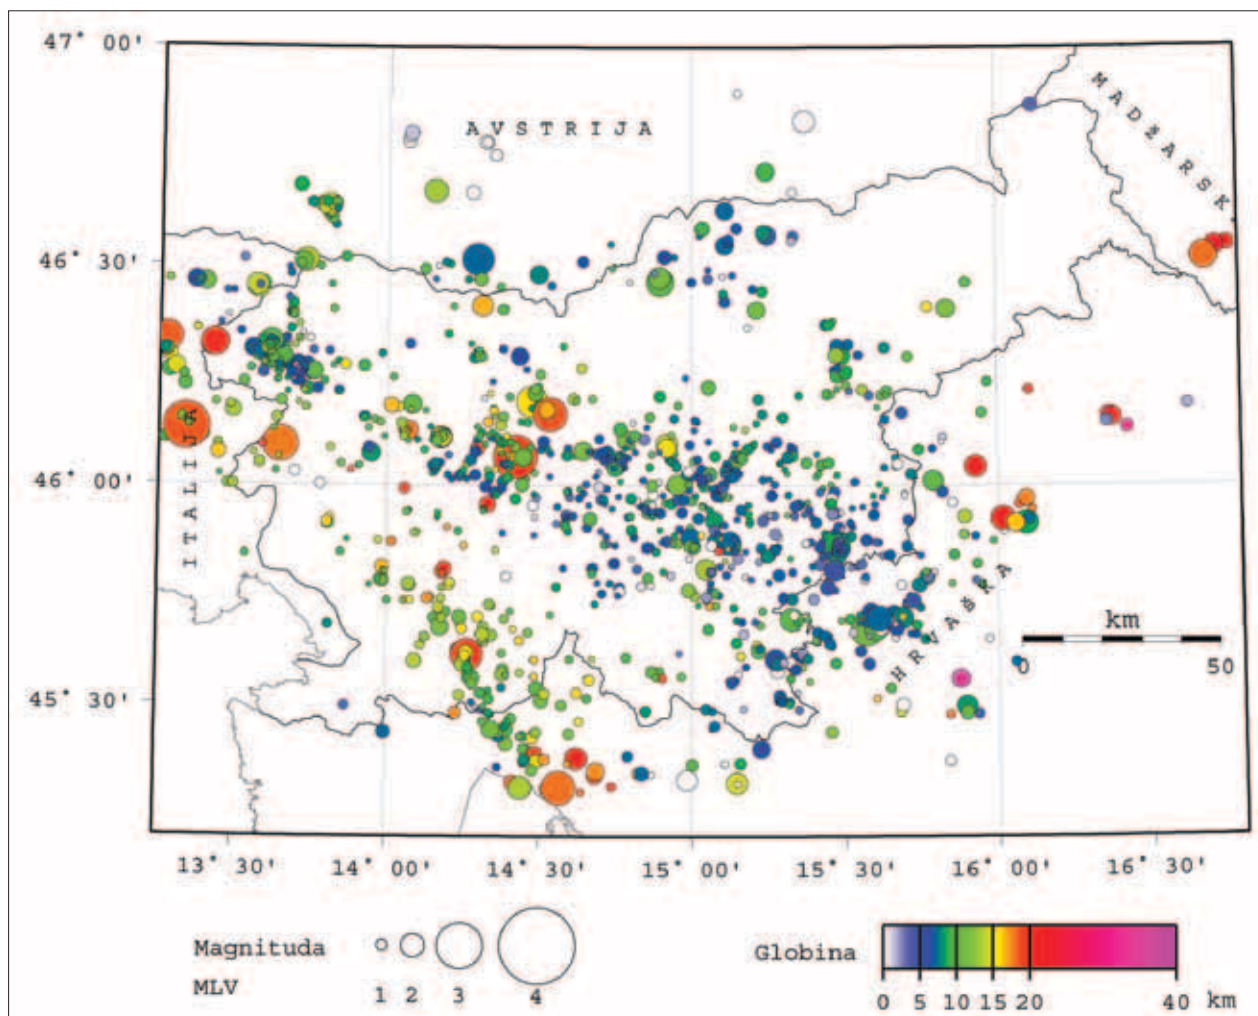 47° 00'
46° 30'
46° 00'
45° 30'
AVSTRIJA
MADŽARSK
ITALIJA
HRVAŠKA
km
0 50
13° 30' 14° 00' 14° 30' 15° 00' 15° 30' 16° 00' 16° 30'
Magnituda
MLV
1 2 3 4
Globina
0 5 10 15 20 40 km